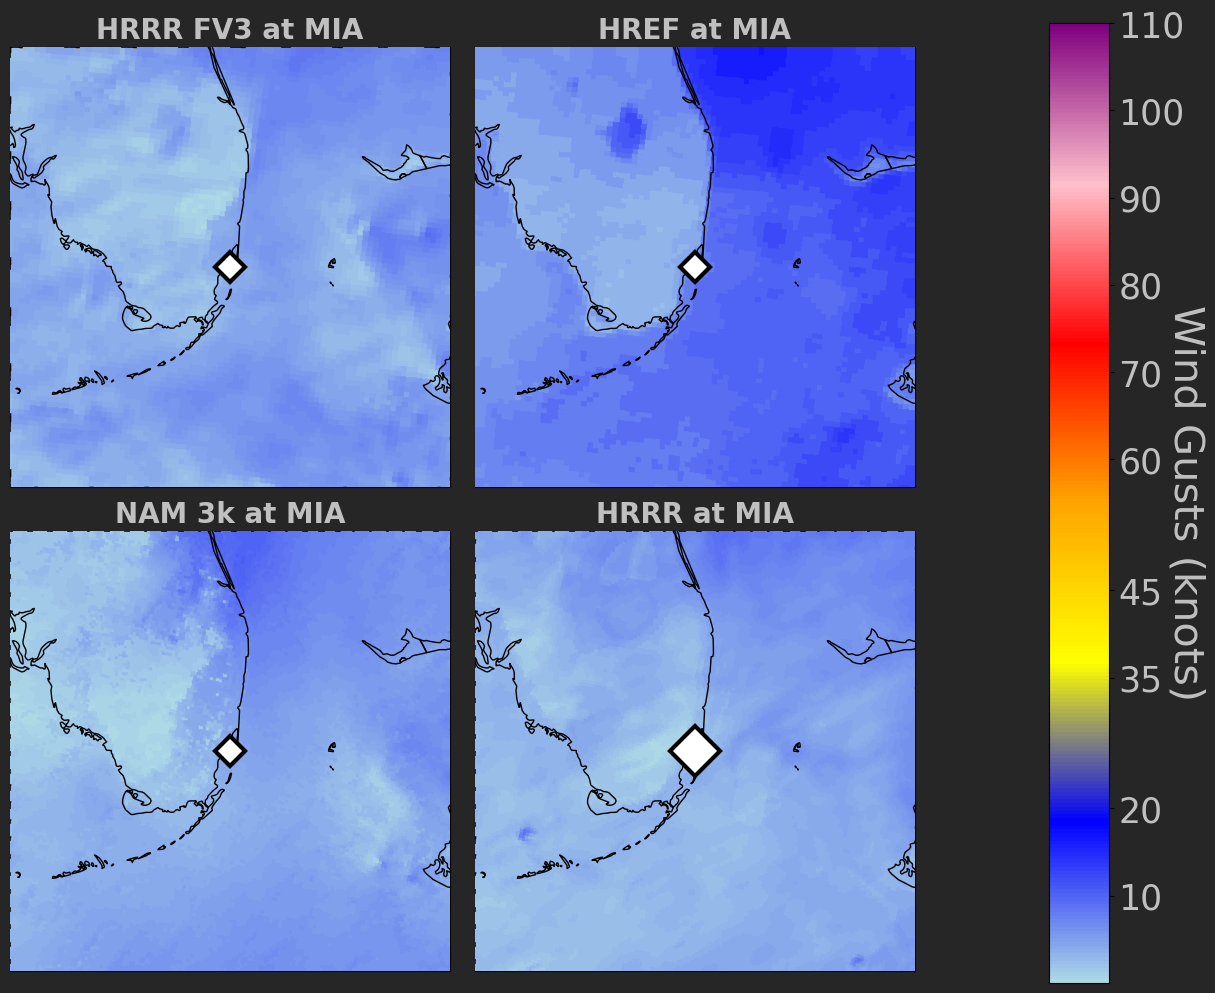 HRRR FV3 at MIA
HREF at MIA
NAM 3k at MIA
HRRR at MIA
110
100
90
80
70
60
45
35
20
10
Wind Gusts (knots)